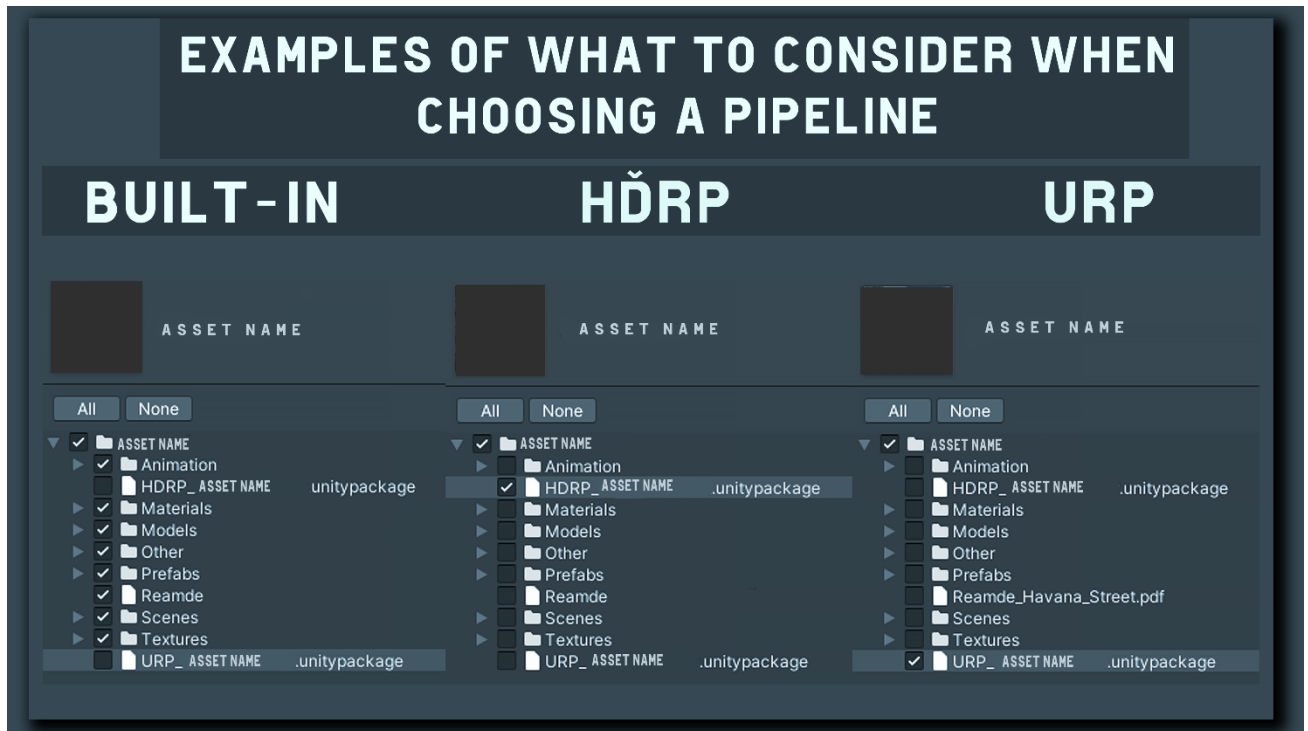 EXAMPLES OF WHAT TO CONSIDER WHEN
CHOOSING A PIPELINE
BUILT-IN
HĎRP
URP
ASSET NAME
ASSET NAME
ASSET NAME
All None
ASSET NAME
Animation
HDRP_ ASSET NAME unitypackage
Materials
Models
Other
Prefabs
Reamde
Scenes
Textures
URP_ ASSET NAME .unitypackage
All None
ASSET NAME
Animation
HDRP_ ASSET NAME .unitypackage
Materials
Models
Other
Prefabs
Reamde
Scenes
Textures
URP_ ASSET NAME .unitypackage
All None
ASSET NAME
Animation
HDRP_ ASSET NAME .unitypackage
Materials
Models
Other
Prefabs
Reamde_Havana_Street.pdf
Scenes
Textures
URP_ ASSET NAME .unitypackage